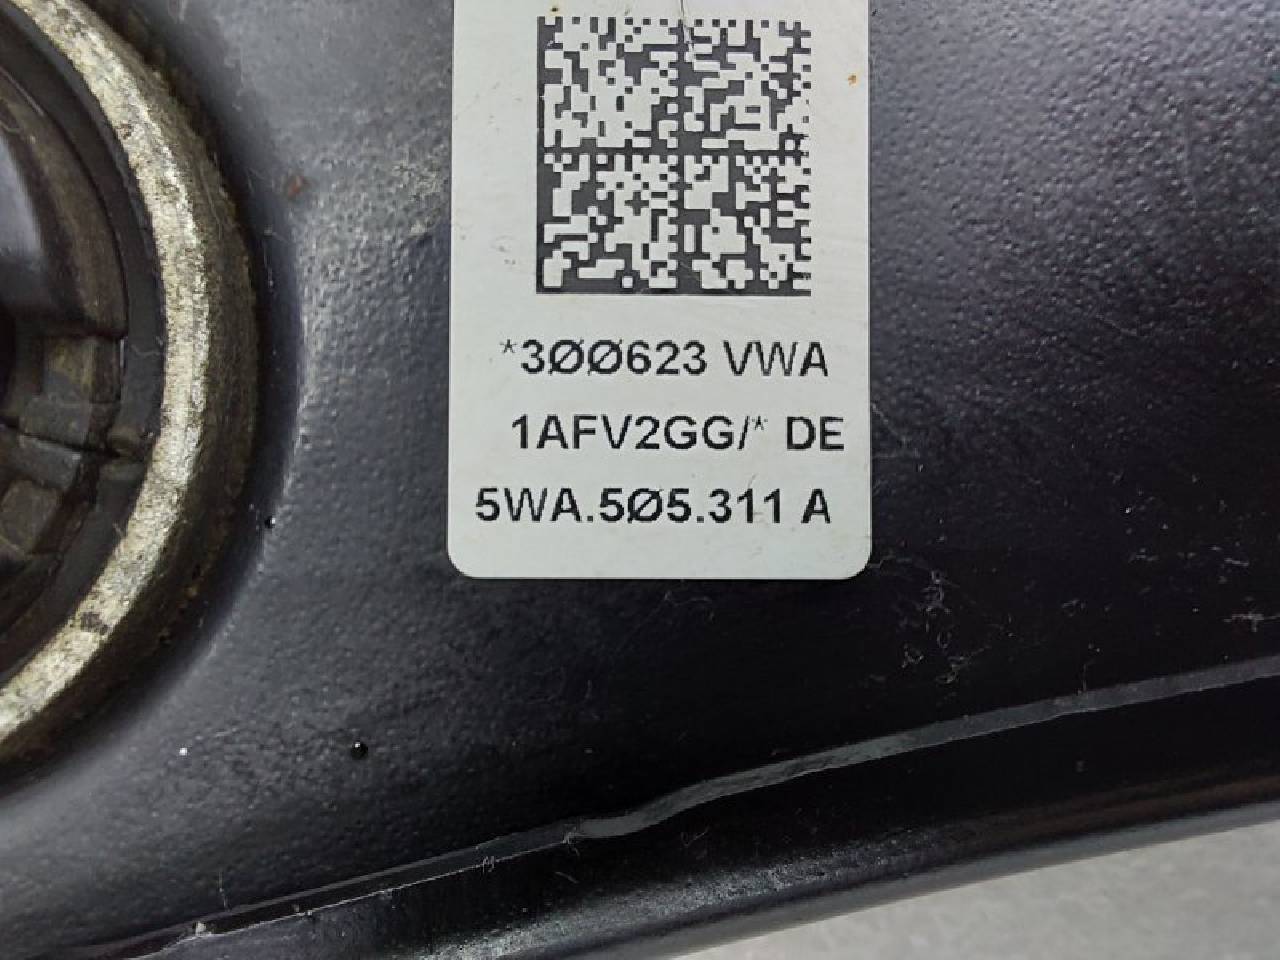 *3ØØ623 VWA
1AFV2GG/* DE
5WA.5Ø5.311 A